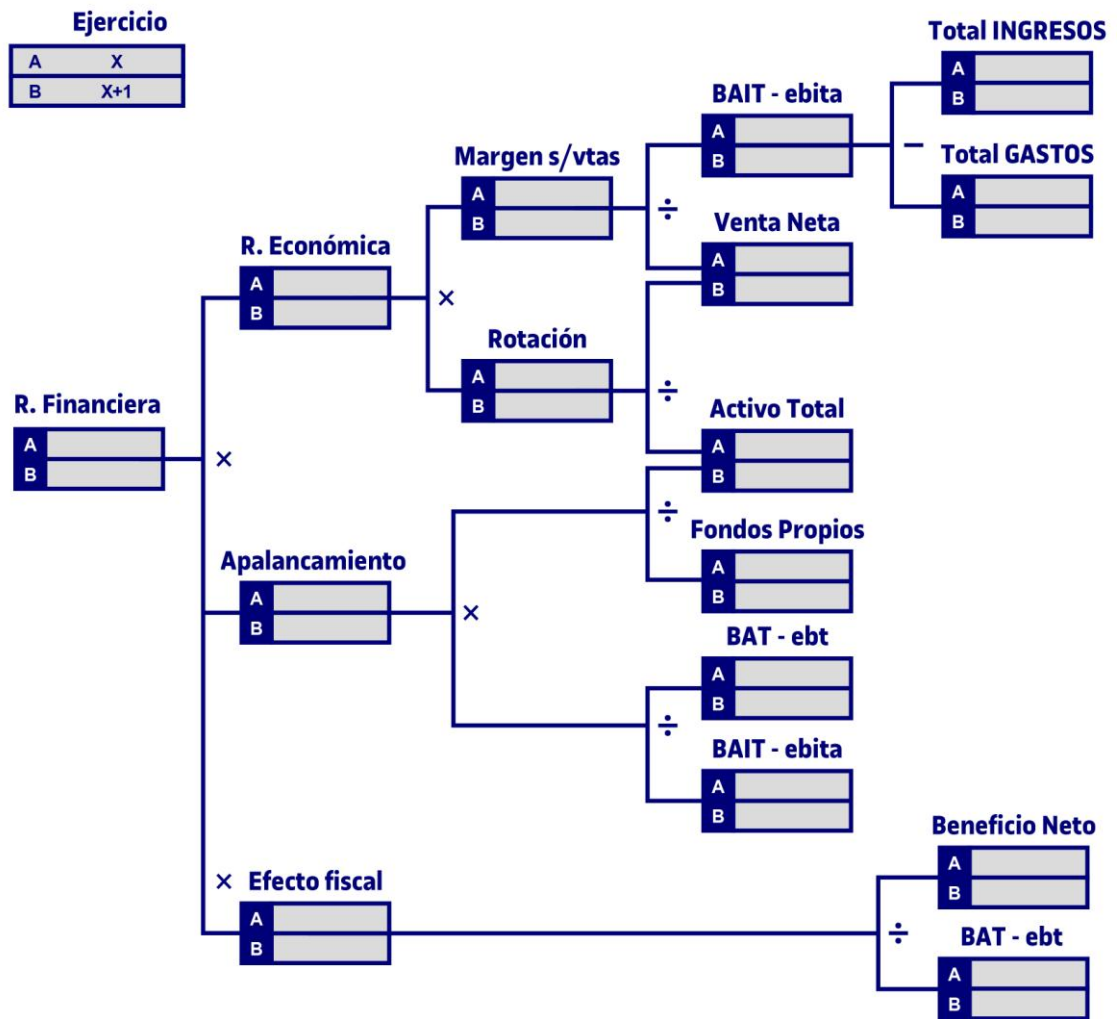 Ejercicio
A X
B X+1
Total INGRESOS
A
B
BAIT - ebita
A
B
−
Total GASTOS
A
B
Margen s/vtas
A
B
÷
Venta Neta
A
B
R. Económica
A
B
×
Rotación
A
B
÷
Activo Total
A
B
R. Financiera
A
B
×
÷
Fondos Propios
A
B
Apalancamiento
A
B
×
BAT - ebt
A
B
÷
BAIT - ebita
A
B
Beneficio Neto
A
B
× Efecto fiscal
A
B
÷
BAT - ebt
A
B